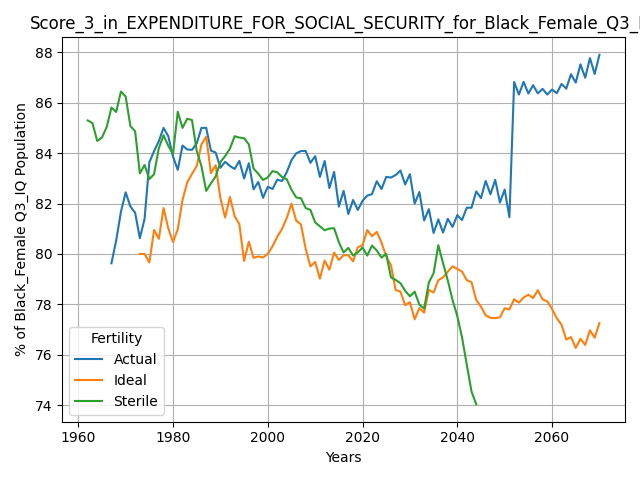 Score_3_in_EXPENDITURE_FOR_SOCIAL_SECURITY_for_Black_Female_Q3_I
88
86
84
82
80
78
76
74
% of Black_Female Q3_IQ Population
Fertility
Actual
Ideal
Sterile
1960
1980
2000
2020
2040
2060
Years